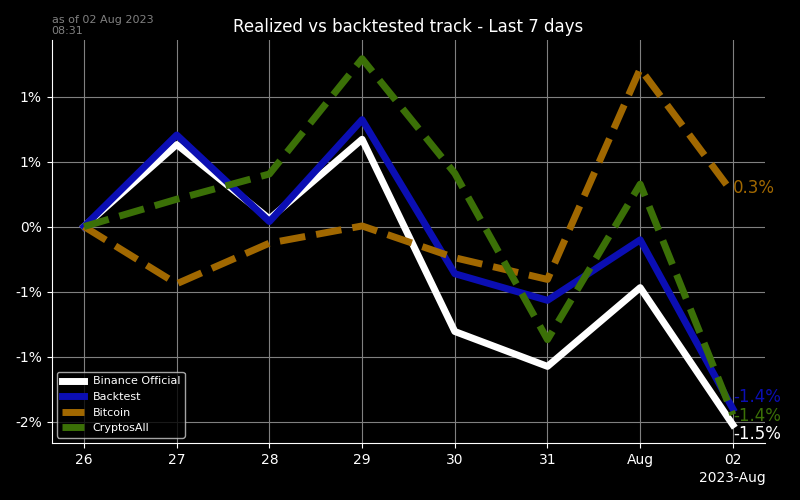 as of 02 Aug 2023
08:31
Realized vs backtested track - Last 7 days
1%
1%
0%
-1%
-1%
-2%
Binance Official
Backtest
Bitcoin
CryptosAll
0.3%
-1.4%
-1.4%
-1.5%
26 27 28 29 30 31 Aug 02
2023-Aug